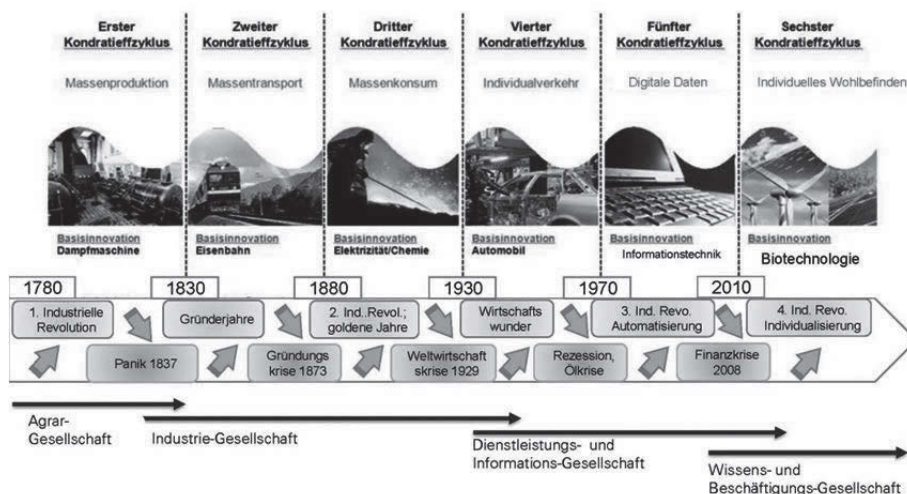 Erster
Kondratieffzyklus
Massenproduktion
Basisinnovation
Dampfmaschine
Zweiter
Kondratieffzyklus
Massentransport
Basisinnovation
Eisenbahn
Dritter
Kondratieffzyklus
Massenkonsum
Basisinnovation
Elektrizität/Chemie
Vierter
Kondratieffzyklus
Individualverkehr
Basisinnovation
Automobil
Fünfter
Kondratieffzyklus
Digitale Daten
Basisinnovation
Informationstechnik
Sechster
Kondratieffzyklus
Individuelles Wohlbefinden
Basisinnovation
Biotechnologie
1780
1830
1880
1930
1970
2010
1. Industrielle
Revolution
Gründerjahre
2. Ind..Revol.;
goldene Jahre
Wirtschafts
wunder
3. Ind. Revo.
Automatisierung
4. Ind. Revo.
Individualisierung
Panik 1837
Gründungs
krise 1873
Weltwirtschaft
skrise 1929
Rezession,
Ölkrise
Finanzkrise
2008
Agrar-
Gesellschaft
Industrie-Gesellschaft
Dienstleistungs- und
Informations-Gesellschaft
Wissens- und
Beschäftigungs-Gesellschaft